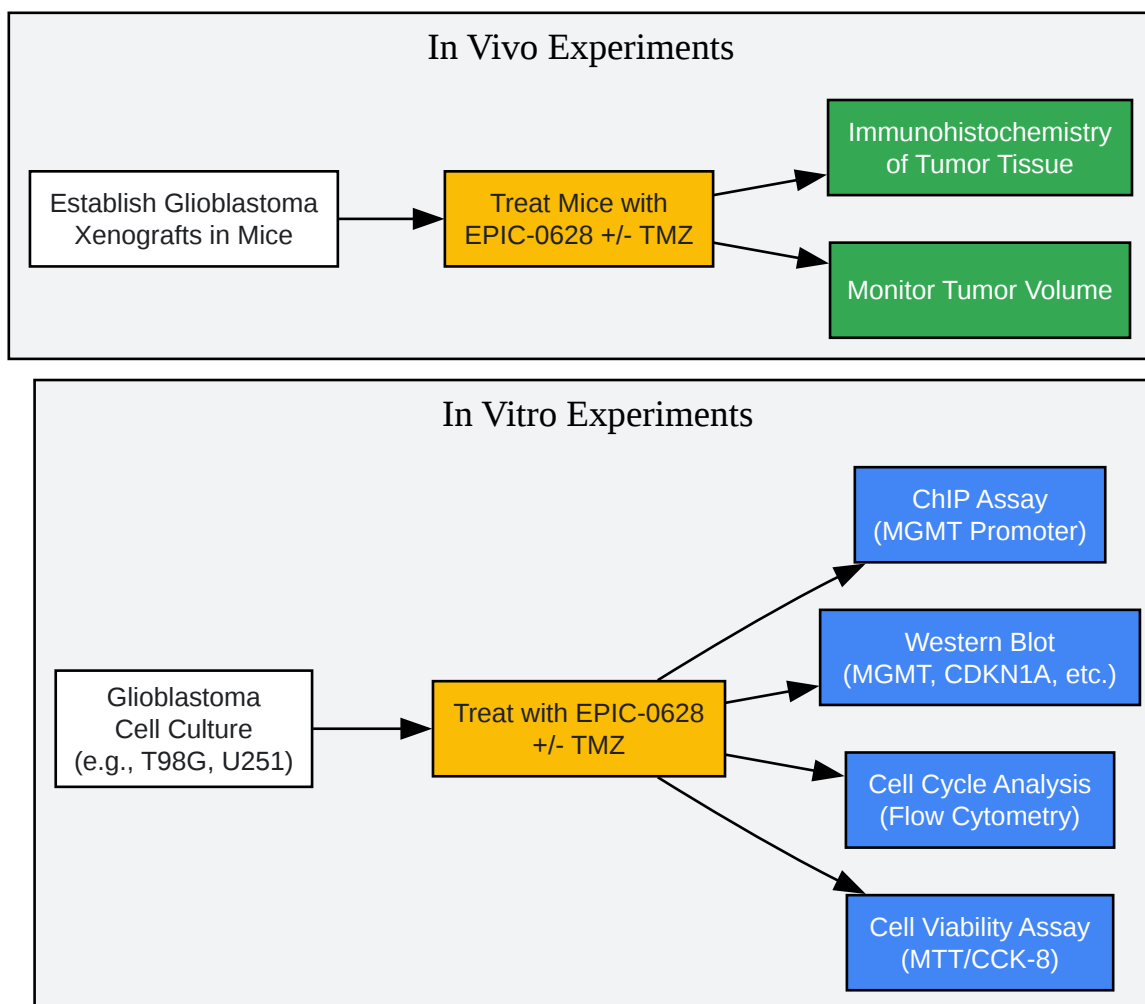 In Vivo Experiments
Establish Glioblastoma
Xenografts in Mice
Treat Mice with
EPIC-0628 +/- TMZ
Immunohistochemistry
of Tumor Tissue
Monitor Tumor Volume
In Vitro Experiments
Glioblastoma
Cell Culture
(e.g., T98G, U251)
Treat with EPIC-0628
+/- TMZ
ChIP Assay
(MGMT Promoter)
Western Blot
(MGMT, CDKN1A, etc.)
Cell Cycle Analysis
(Flow Cytometry)
Cell Viability Assay
(MTT/CCK-8)